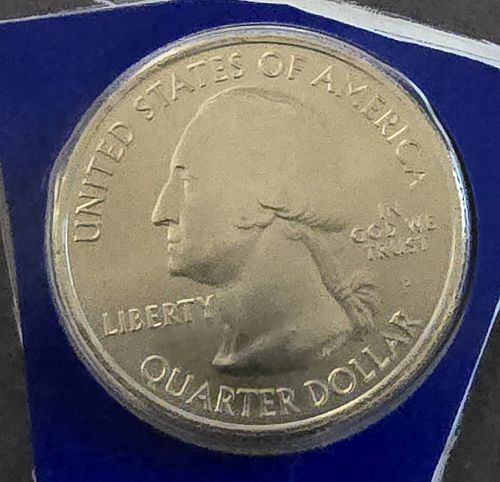 UNITED STATES OF AMERICA
LIBERTY
IN
GOD WE
TRUST
P
QUARTER DOLLAR